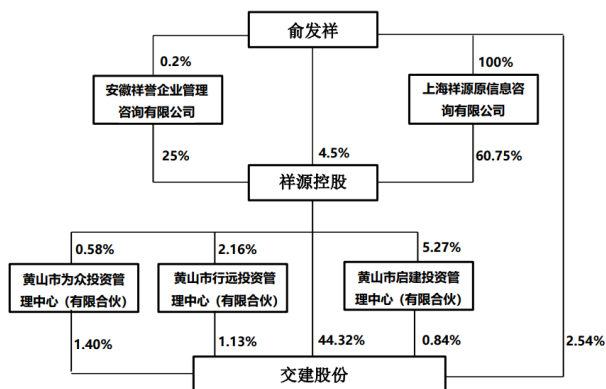 俞发祥
0.2%
100%
安徽祥誉企业管理
咨询有限公司
上海祥源原信息咨
询有限公司
25%
4.5%
60.75%
祥源控股
0.58%
2.16%
5.27%
黄山市为众投资管
理中心（有限合伙）
黄山市行远投资管
理中心（有限合伙）
黄山市启建投资管
理中心（有限合伙）
1.40%
1.13%
44.32%
0.84%
2.54%
交建股份